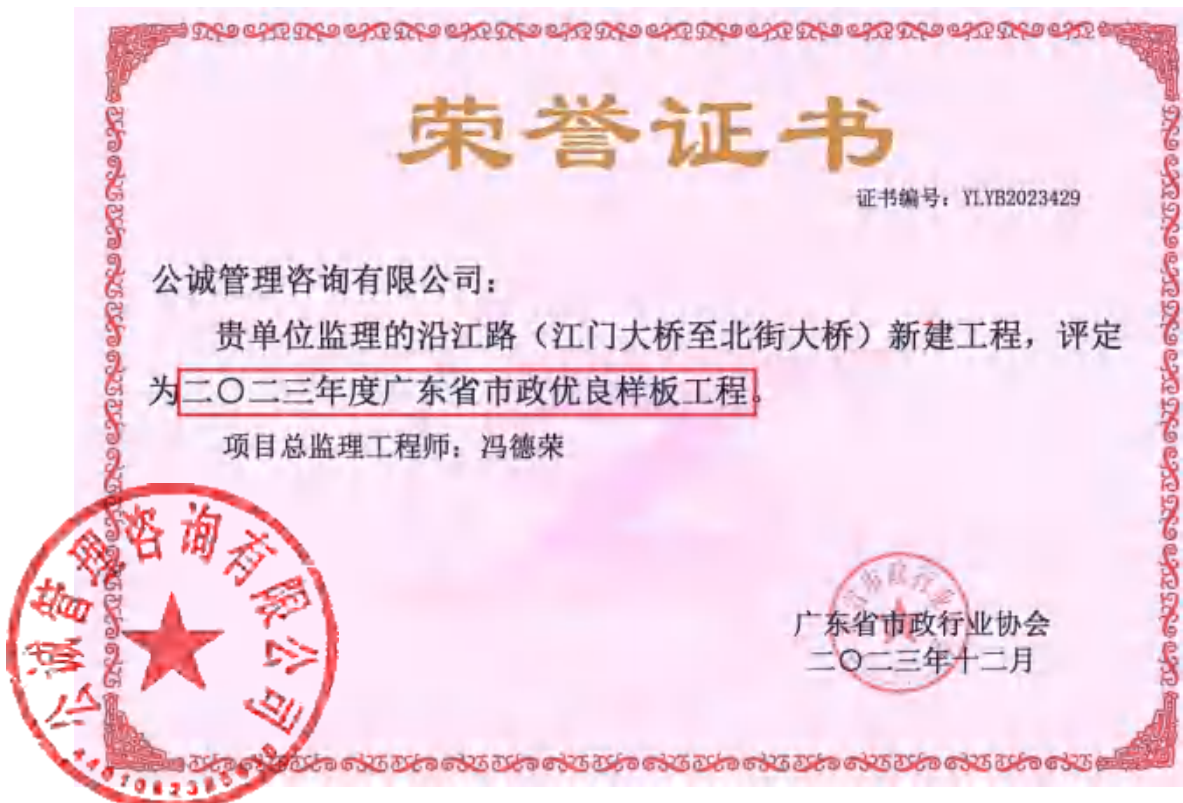 荣誉证书
证书编号：YLYB2023429
公诚管理咨询有限公司：
贵单位监理的沿江路（江门大桥至北街大桥）新建工程，评定
为二〇二三年度广东省市政优良样板工程。
项目总监理工程师：冯德荣
公诚管理咨询有限公司
广东省市政行业协会
二〇二三年十二月